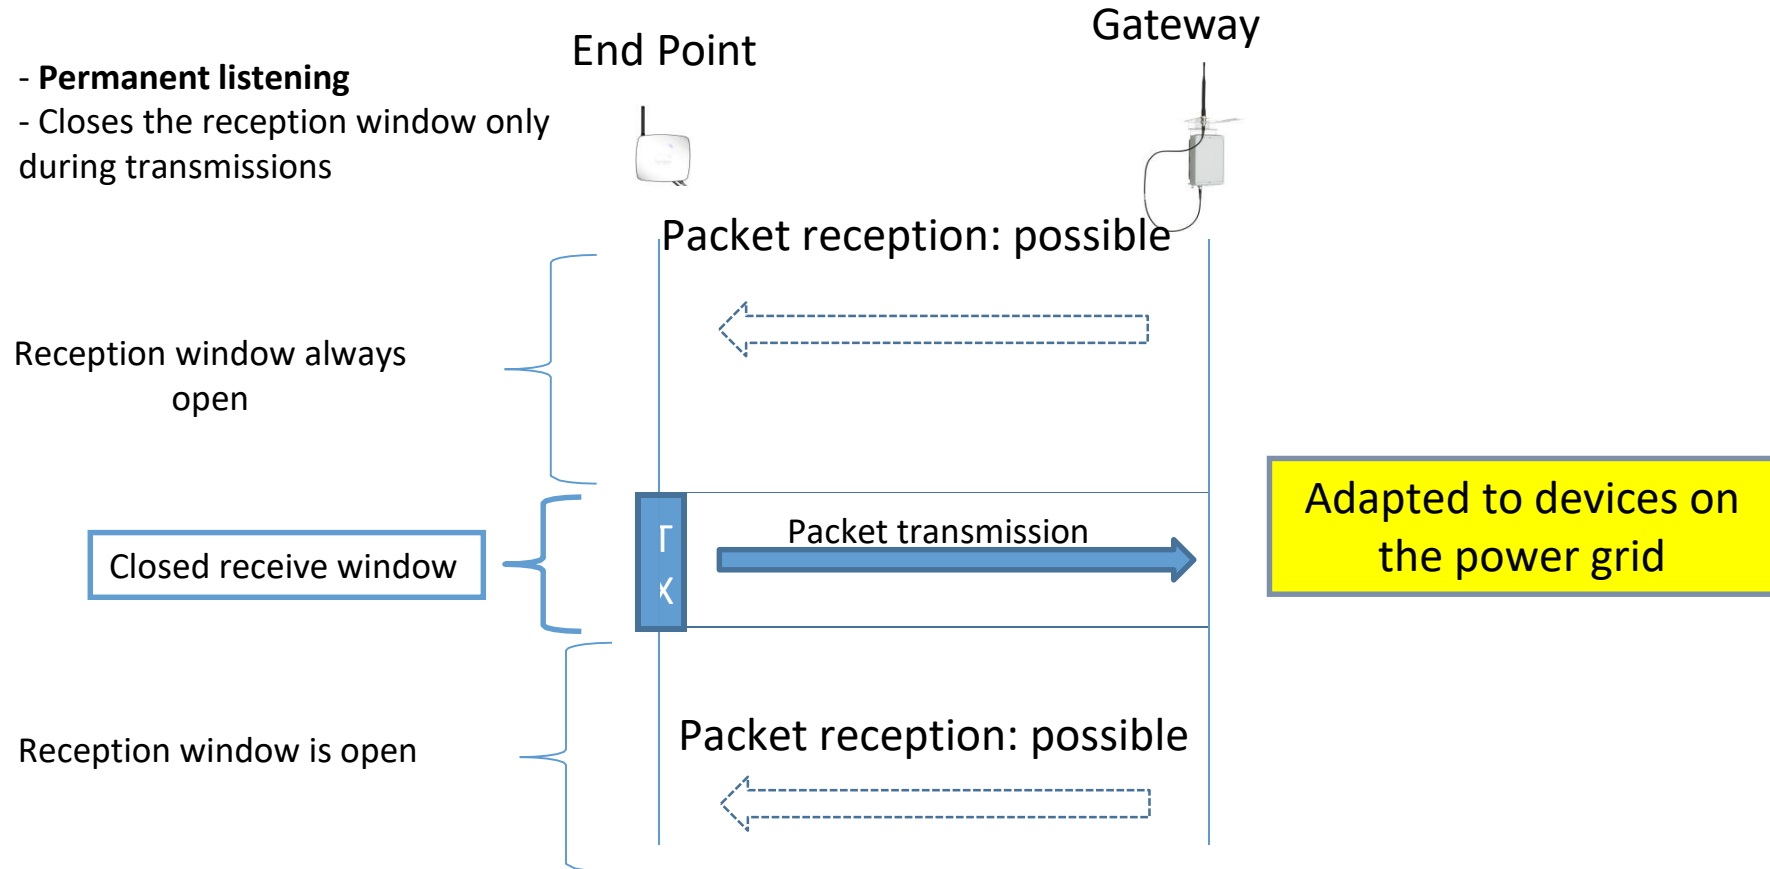 End Point
Gateway
- Permanent listening
- Closes the reception window only
during transmissions
Packet reception: possible
Reception window always
open
Closed receive window
T
X
Packet transmission
Adapted to devices on
the power grid
Reception window is open
Packet reception: possible